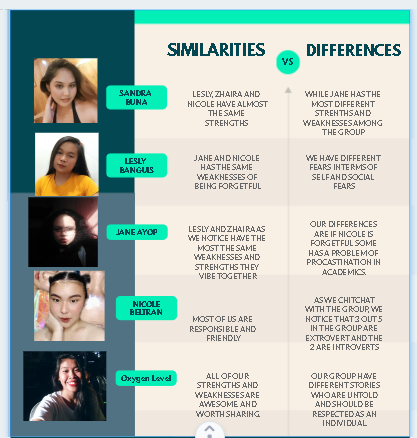 SIMILARITIES
VS
DIFFERENCES
SANDRA
BUNA
LESLY, ZHAIRA AND
NICOLE HAVE ALMOST
THE SAME
STRENGTHS
WHILE JANE HAS THE
MOST DIFFERENT
STRENTHS AND
WEAKNESSES AMONG
THE GROUP
LESLY
BANGUIS
JANE AND NICOLE
HAS THE SAME
WEAKNESSES OF
BEING FORGETFUL
WE HAVE DIFFERENT
FEARS INTERMS OF
SELF AND SOCIAL
FEARS
JANE AYOP
LESLY AND ZHAIRA AS
WE NOTICE HAVE THE
MOST THE SAME
WEAKNESSES AND
STRENGTHS THEY
VIBE TOGETHER
OUR DIFFERENCES
ARE IF NICOLE IS
FORGETFUL SOME
HAS A PROBLEM OF
PROCASTINATION IN
ACADEMICS.
NICOLE
BELTRAN
MOST OF US ARE
RESPONSIBLE AND
FRIENDLY
AS WE CHITCHAT
WITH THE GROUP, WE
NOTICE THAT 3 OUT 5
IN THE GROUP ARE
EXTROVERT AND THE
2 ARE INTROVERTS
Oxygen Level
ALL OF OUR
STRENGTHS AND
WEAKNESSES ARE
AWESOME, AND
WORTH SHARING.
OUR GROUP HAVE
DIFFERENT STORIES
WHO ARE UNTOLD
AND SHOULD BE
RESPECTED AS AN
INDIVIDUAL